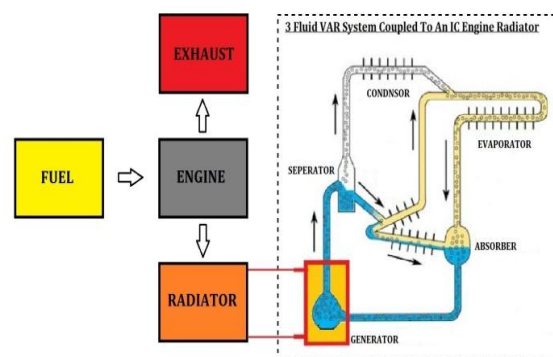 3 Fluid VAR System Coupled To An IC Engine Radiator
EXHAUST
CONDNSOR
EVAPORATOR
SEPERATOR
FUEL
ENGINE
ABSORBER
RADIATOR
GENERATOR